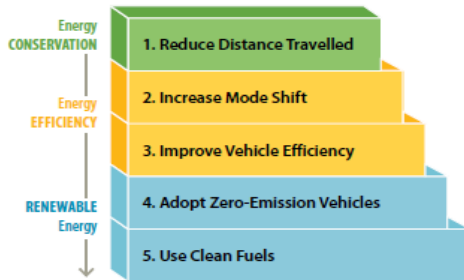 Energy
CONSERVATION
1. Reduce Distance Travelled
2. Increase Mode Shift
Energy
EFFICIENCY
3. Improve Vehicle Efficiency
RENEWABLE
Energy
4. Adopt Zero-Emission Vehicles
5. Use Clean Fuels